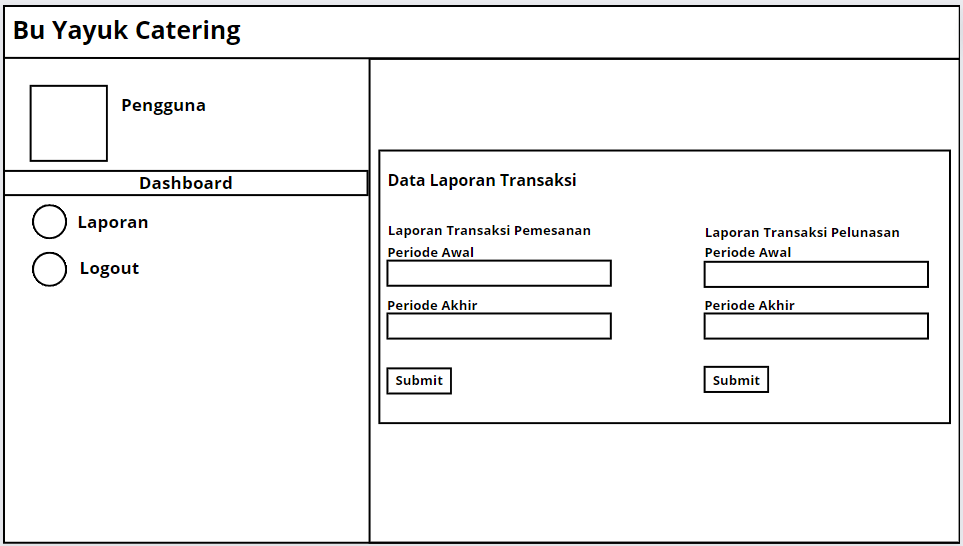 Bu Yayuk Catering
Pengguna
Dashboard
Laporan
Logout
Data Laporan Transaksi
Laporan Transaksi Pemesanan
Periode Awal
Periode Akhir
Submit
Laporan Transaksi Pelunasan
Periode Awal
Periode Akhir
Submit